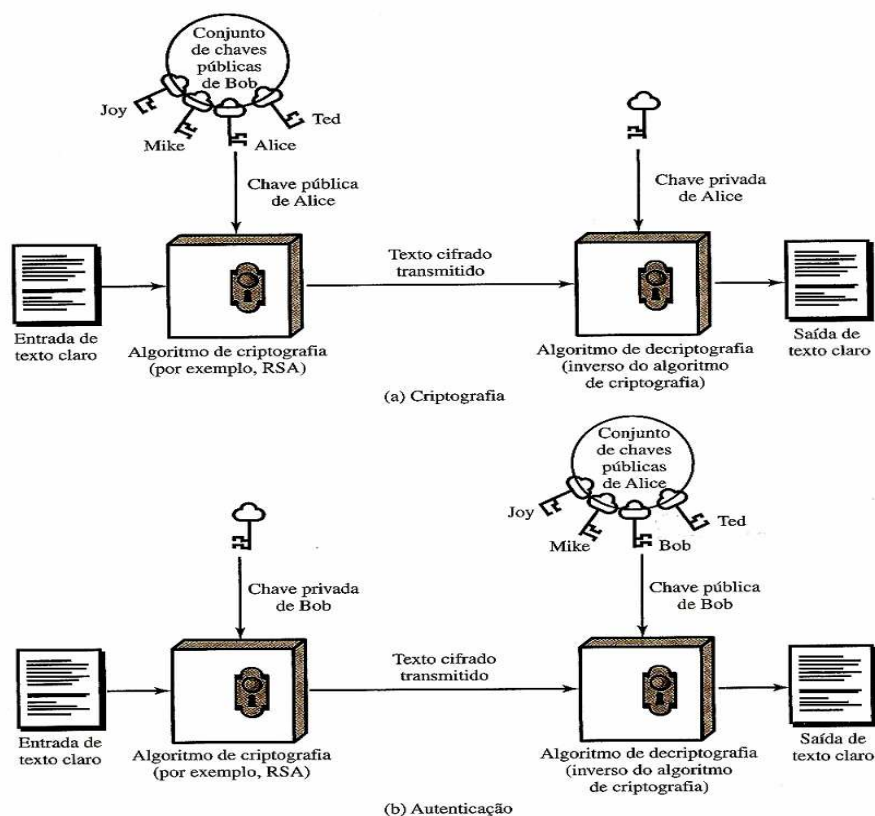 Conjunto
de chaves
públicas
de Bob
Joy
Mike
Alice
Ted
Chave pública
de Alice
Chave privada
de Alice
Texto cifrado
transmitido
Entrada de
texto claro
Algoritmo de criptografia
(por exemplo, RSA)
Algoritmo de decriptografia
(inverso do algoritmo
de criptografia)
Saída de
texto claro
(a) Criptografia
Conjunto
de chaves
públicas
de Alice
Joy
Mike
Bob
Ted
Chave privada
de Bob
Chave pública
de Bob
Texto cifrado
transmitido
Entrada de
texto claro
Algoritmo de criptografia
(por exemplo, RSA)
Algoritmo de decriptografia
(inverso do algoritmo
de criptografia)
Saída de
texto claro
(b) Autenticação